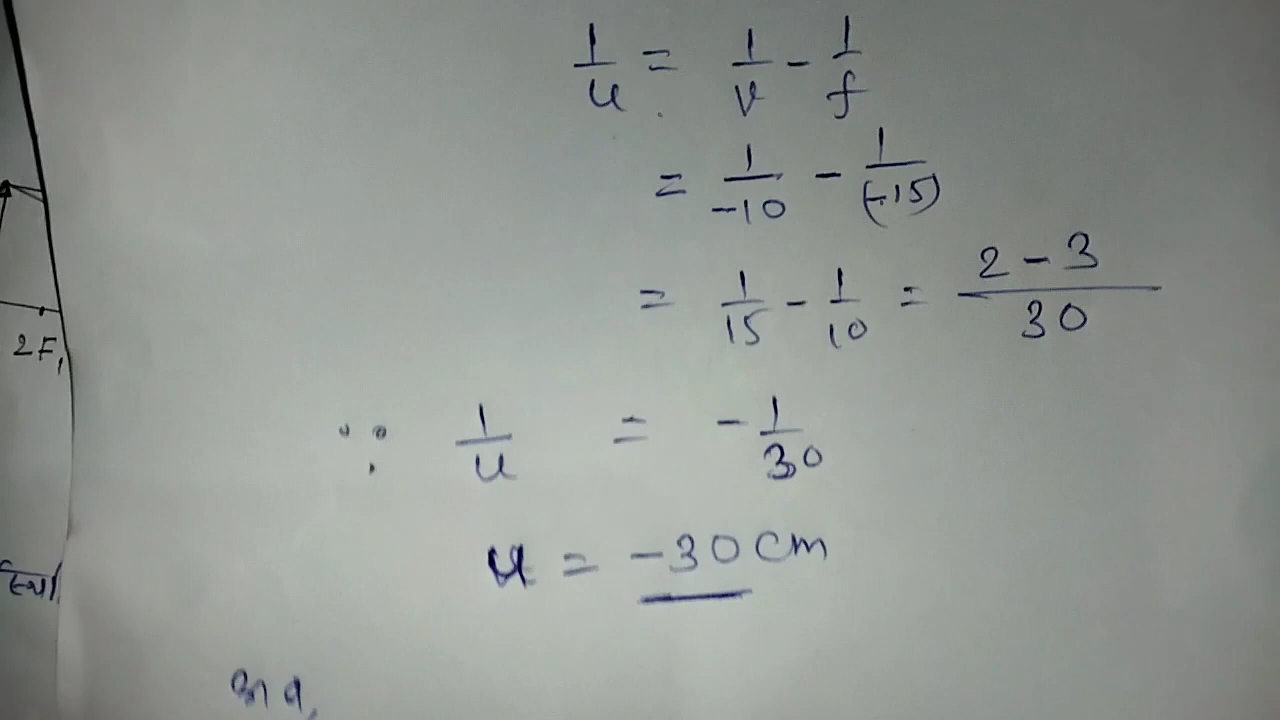 1/u = 1/v - 1/f
= 1/-10 - 1/(-15)
= 1/15 - 1/10 = (2 - 3)/30
2F₁
∵ 1/u = -1/30
u = -30 cm